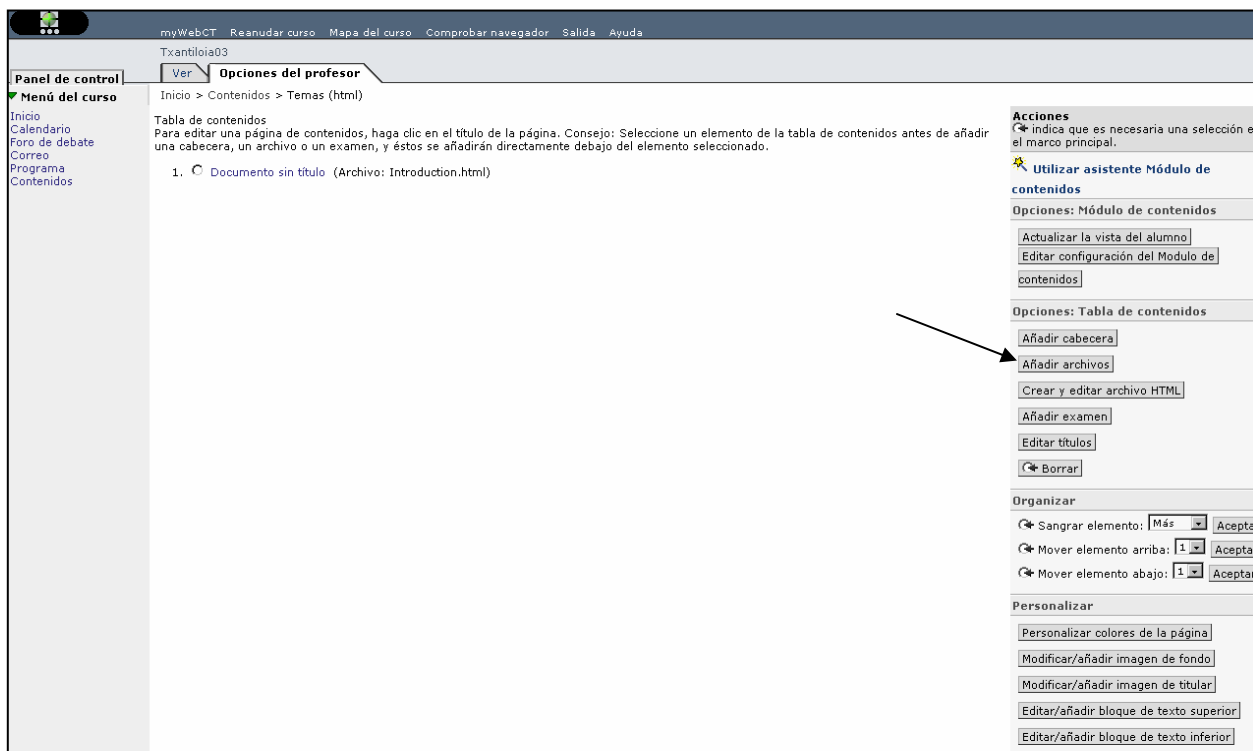 myWebCT Reanudar curso Mapa del curso Comprobar navegador Salida Ayuda
Txantiloia03
Panel de control
Ver Opciones del profesor
Menú del curso
Inicio > Contenidos > Temas (html)
Inicio
Calendario
Foro de debate
Correo
Programa
Contenidos
Tabla de contenidos
Para editar una página de contenidos, haga clic en el título de la página. Consejo: Seleccione un elemento de la tabla de contenidos antes de añadir
una cabecera, un archivo o un examen, y éstos se añadirán directamente debajo del elemento seleccionado.
1. Documento sin título (Archivo: Introduction.html)
Acciones
indica que es necesaria una selección e
el marco principal.
Utilizar asistente Módulo de
contenidos
Opciones: Módulo de contenidos
Actualizar la vista del alumno
Editar configuración del Modulo de
contenidos
Opciones: Tabla de contenidos
Añadir cabecera
Añadir archivos
Crear y editar archivo HTML
Añadir examen
Editar títulos
Borrar
Organizar
Sangrar elemento: Más Acepta
Mover elemento arriba: 1 Acepta
Mover elemento abajo: 1 Aceptar
Personalizar
Personalizar colores de la página
Modificar/añadir imagen de fondo
Modificar/añadir imagen de titular
Editar/añadir bloque de texto superior
Editar/añadir bloque de texto inferior